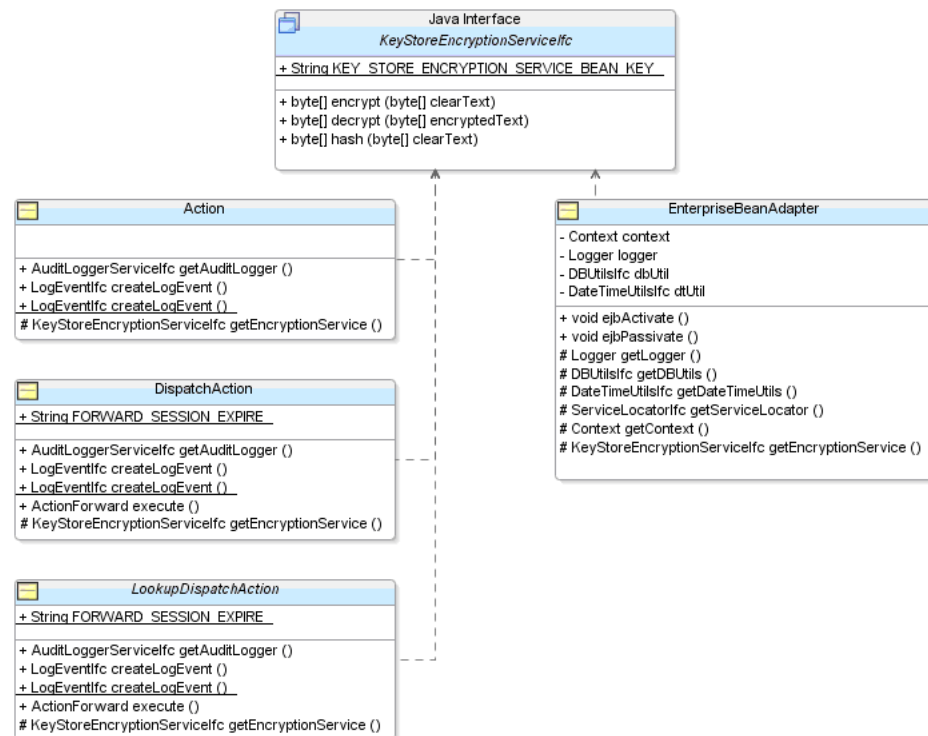 Java Interface
KeyStoreEncryptionServiceIfc
+ String KEY_STORE_ENCRYPTION_SERVICE_BEAN_KEY
+ byte[] encrypt (byte[] clearText)
+ byte[] decrypt (byte[] encryptedText)
+ byte[] hash (byte[] clearText)
Action
+ AuditLoggerServiceIfc getAuditLogger ()
+ LogEventIfc createLogEvent ()
+ LogEventIfc createLogEvent ()
# KeyStoreEncryptionServiceIfc getEncryptionService ()
DispatchAction
+ String FORWARD_SESSION_EXPIRE
+ AuditLoggerServiceIfc getAuditLogger ()
+ LogEventIfc createLogEvent ()
+ LogEventIfc createLogEvent ()
+ ActionForward execute ()
# KeyStoreEncryptionServiceIfc getEncryptionService ()
LookupDispatchAction
+ String FORWARD_SESSION_EXPIRE
+ AuditLoggerServiceIfc getAuditLogger ()
+ LogEventIfc createLogEvent ()
+ LogEventIfc createLogEvent ()
+ ActionForward execute ()
# KeyStoreEncryptionServiceIfc getEncryptionService ()
EnterpriseBeanAdapter
- Context context
- Logger logger
- DBUtilsIfc dbUtil
- DateTimeUtilsIfc dtUtil
+ void ejbActivate ()
+ void ejbPassivate ()
# Logger getLogger ()
# DBUtilsIfc getDBUtils ()
# DateTimeUtilsIfc getDateTimeUtils ()
# ServiceLocatorIfc getServiceLocator ()
# Context getContext ()
# KeyStoreEncryptionServiceIfc getEncryptionService ()